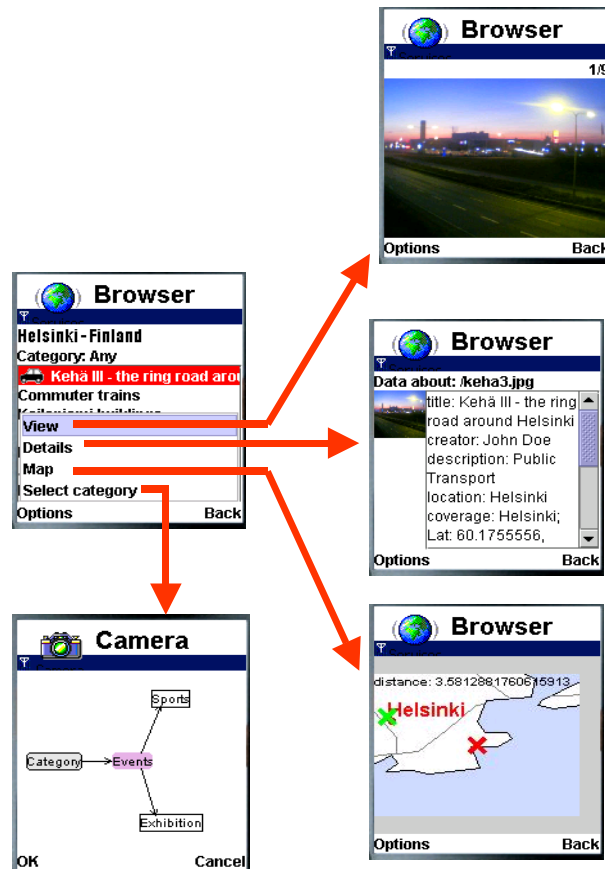 Browser
1/9
Options Back
Browser
Helsinki - Finland
Category: Any
Kehä III - the ring road arou
Commuter trains
View
Details
Map
Select category
Options Back
Browser
Data about: /keha3.jpg
title: Kehä III - the ring
road around Helsinki
creator: John Doe
description: Public
Transport
location: Helsinki
coverage: Helsinki;
Lat: 60.1755556,
Options Back
Camera
Sports
Category
Events
Exhibition
OK Cancel
Browser
distance: 3.5812881760615913
Helsinki
Options Back